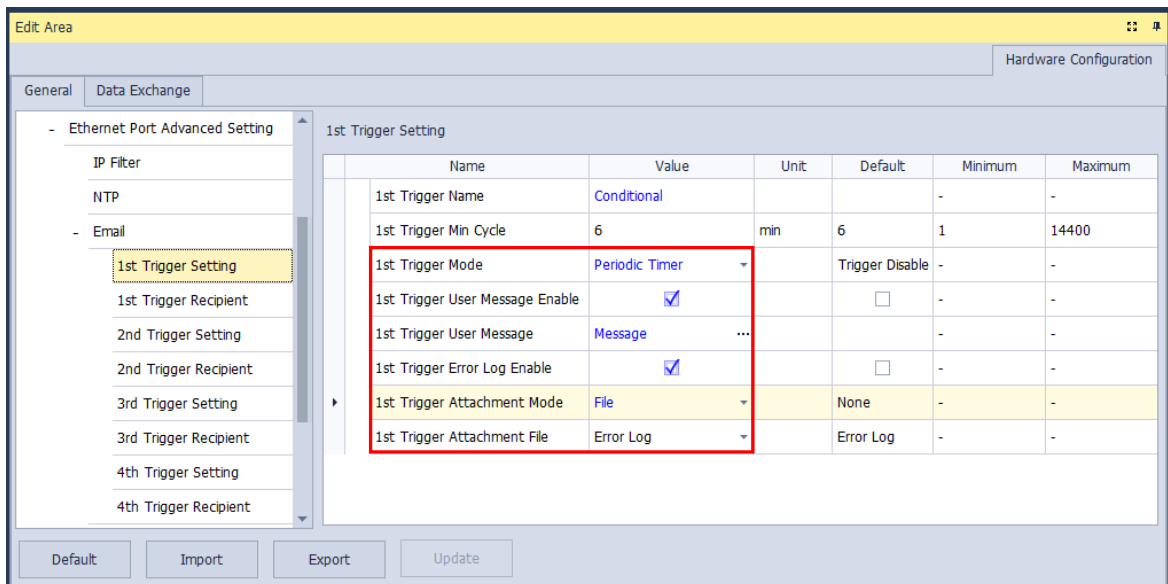 Edit Area
Hardware Configuration
General Data Exchange
- Ethernet Port Advanced Setting
IP Filter
NTP
- Email
1st Trigger Setting
1st Trigger Recipient
2nd Trigger Setting
2nd Trigger Recipient
3rd Trigger Setting
3rd Trigger Recipient
4th Trigger Setting
4th Trigger Recipient
1st Trigger Setting
Name Value Unit Default Minimum Maximum
1st Trigger Name Conditional - -
1st Trigger Min Cycle 6 min 6 1 14400
1st Trigger Mode Periodic Timer Trigger Disable - -
1st Trigger User Message Enable - -
1st Trigger User Message Message ... - -
1st Trigger Error Log Enable - -
1st Trigger Attachment Mode File None - -
1st Trigger Attachment File Error Log Error Log - -
Default Import Export Update